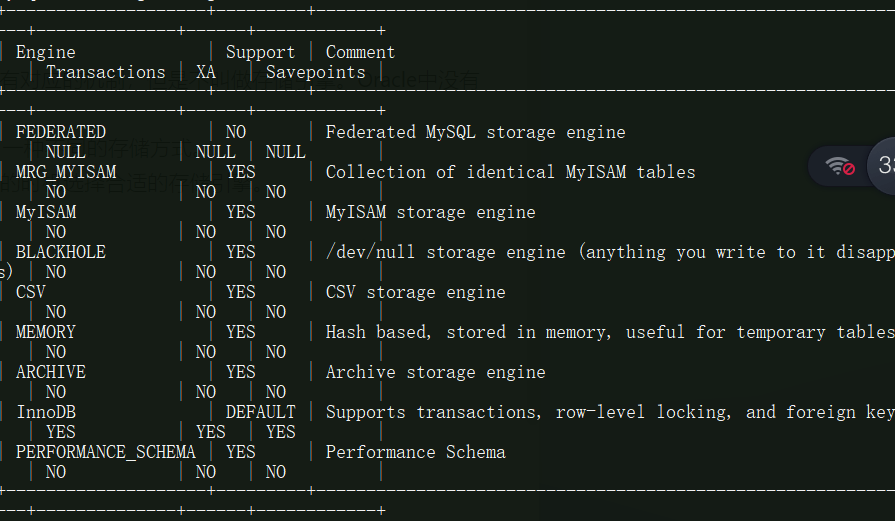 | Engine | Support | Comment
| Transactions | XA | Savepoints |
| FEDERATED | NO | Federated MySQL storage engine
| NULL | NULL | NULL |
| MRG_MYISAM | YES | Collection of identical MyISAM tables
| NO | NO | NO |
| MyISAM | YES | MyISAM storage engine
| NO | NO | NO |
| BLACKHOLE | YES | /dev/null storage engine (anything you write to it disapp
s) | NO | NO | NO |
| CSV | YES | CSV storage engine
| NO | NO | NO |
| MEMORY | YES | Hash based, stored in memory, useful for temporary tables
| NO | NO | NO |
| ARCHIVE | YES | Archive storage engine
| NO | NO | NO |
| InnoDB | DEFAULT | Supports transactions, row-level locking, and foreign key
| YES | YES | YES |
| PERFORMANCE_SCHEMA | YES | Performance Schema
| NO | NO | NO |